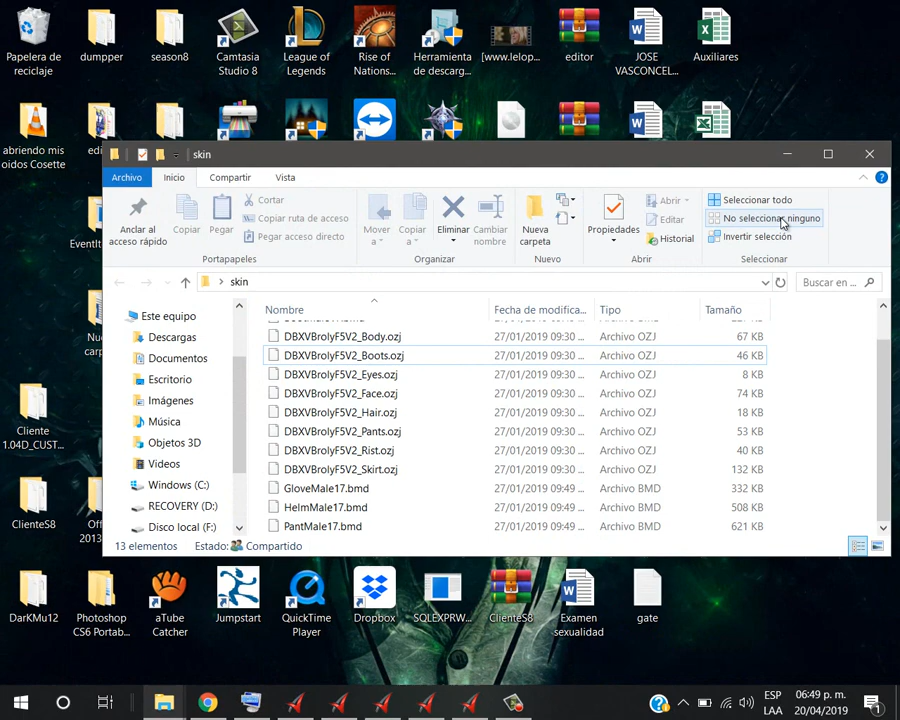 Papelera de reciclaje
dumpper
season8
Camtasia Studio 8
League of Legends
Rise of Nations...
Herramienta de descarg...
[www.lelop...
editor
JOSE VASCONCEL...
Auxiliares
abriendo mis oidos Cosette
edi
skin
Archivo
Inicio
Compartir
Vista
Anclar al acceso rápido
Copiar
Pegar
Cortar
Copiar ruta de acceso
Pegar acceso directo
Mover a
Copiar a
Eliminar
Cambiar nombre
Nueva carpeta
Propiedades
Abrir
Editar
Historial
Seleccionar todo
No seleccionar ninguno
Invertir selección
Portapapeles
Organizar
Nuevo
Abrir
Seleccionar
EventIt
skin
Buscar en ...
Nombre
Fecha de modifica...
Tipo
Tamaño
Este equipo
Descargas
Documentos
Escritorio
Imágenes
Música
Objetos 3D
Videos
Windows (C:)
RECOVERY (D:)
Disco local (F:)
DBXVBrolyF5V2_Body.ozj 27/01/2019 09:30 ... Archivo OZJ 67 KB
DBXVBrolyF5V2_Boots.ozj 27/01/2019 09:30 ... Archivo OZJ 46 KB
DBXVBrolyF5V2_Eyes.ozj 27/01/2019 09:30 ... Archivo OZJ 8 KB
DBXVBrolyF5V2_Face.ozj 27/01/2019 09:30 ... Archivo OZJ 74 KB
DBXVBrolyF5V2_Hair.ozj 27/01/2019 09:30 ... Archivo OZJ 18 KB
DBXVBrolyF5V2_Pants.ozj 27/01/2019 09:30 ... Archivo OZJ 53 KB
DBXVBrolyF5V2_Rist.ozj 27/01/2019 09:30 ... Archivo OZJ 40 KB
DBXVBrolyF5V2_Skirt.ozj 27/01/2019 09:30 ... Archivo OZJ 132 KB
GloveMale17.bmd 27/01/2019 09:49 ... Archivo BMD 332 KB
HelmMale17.bmd 27/01/2019 09:49 ... Archivo BMD 508 KB
PantMale17.bmd 27/01/2019 09:49 ... Archivo BMD 621 KB
13 elementos
Estado:
Compartido
Nu
carp
Cliente 1.04D_CUST...
ClienteS8
Of
2013
DarKMu12
Photoshop CS6 Portab...
aTube Catcher
Jumpstart
QuickTime Player
Dropbox
SQLEXPRW...
ClienteS8
Examen sexualidad
gate
ESP
LAA
06:49 p. m.
20/04/2019
1